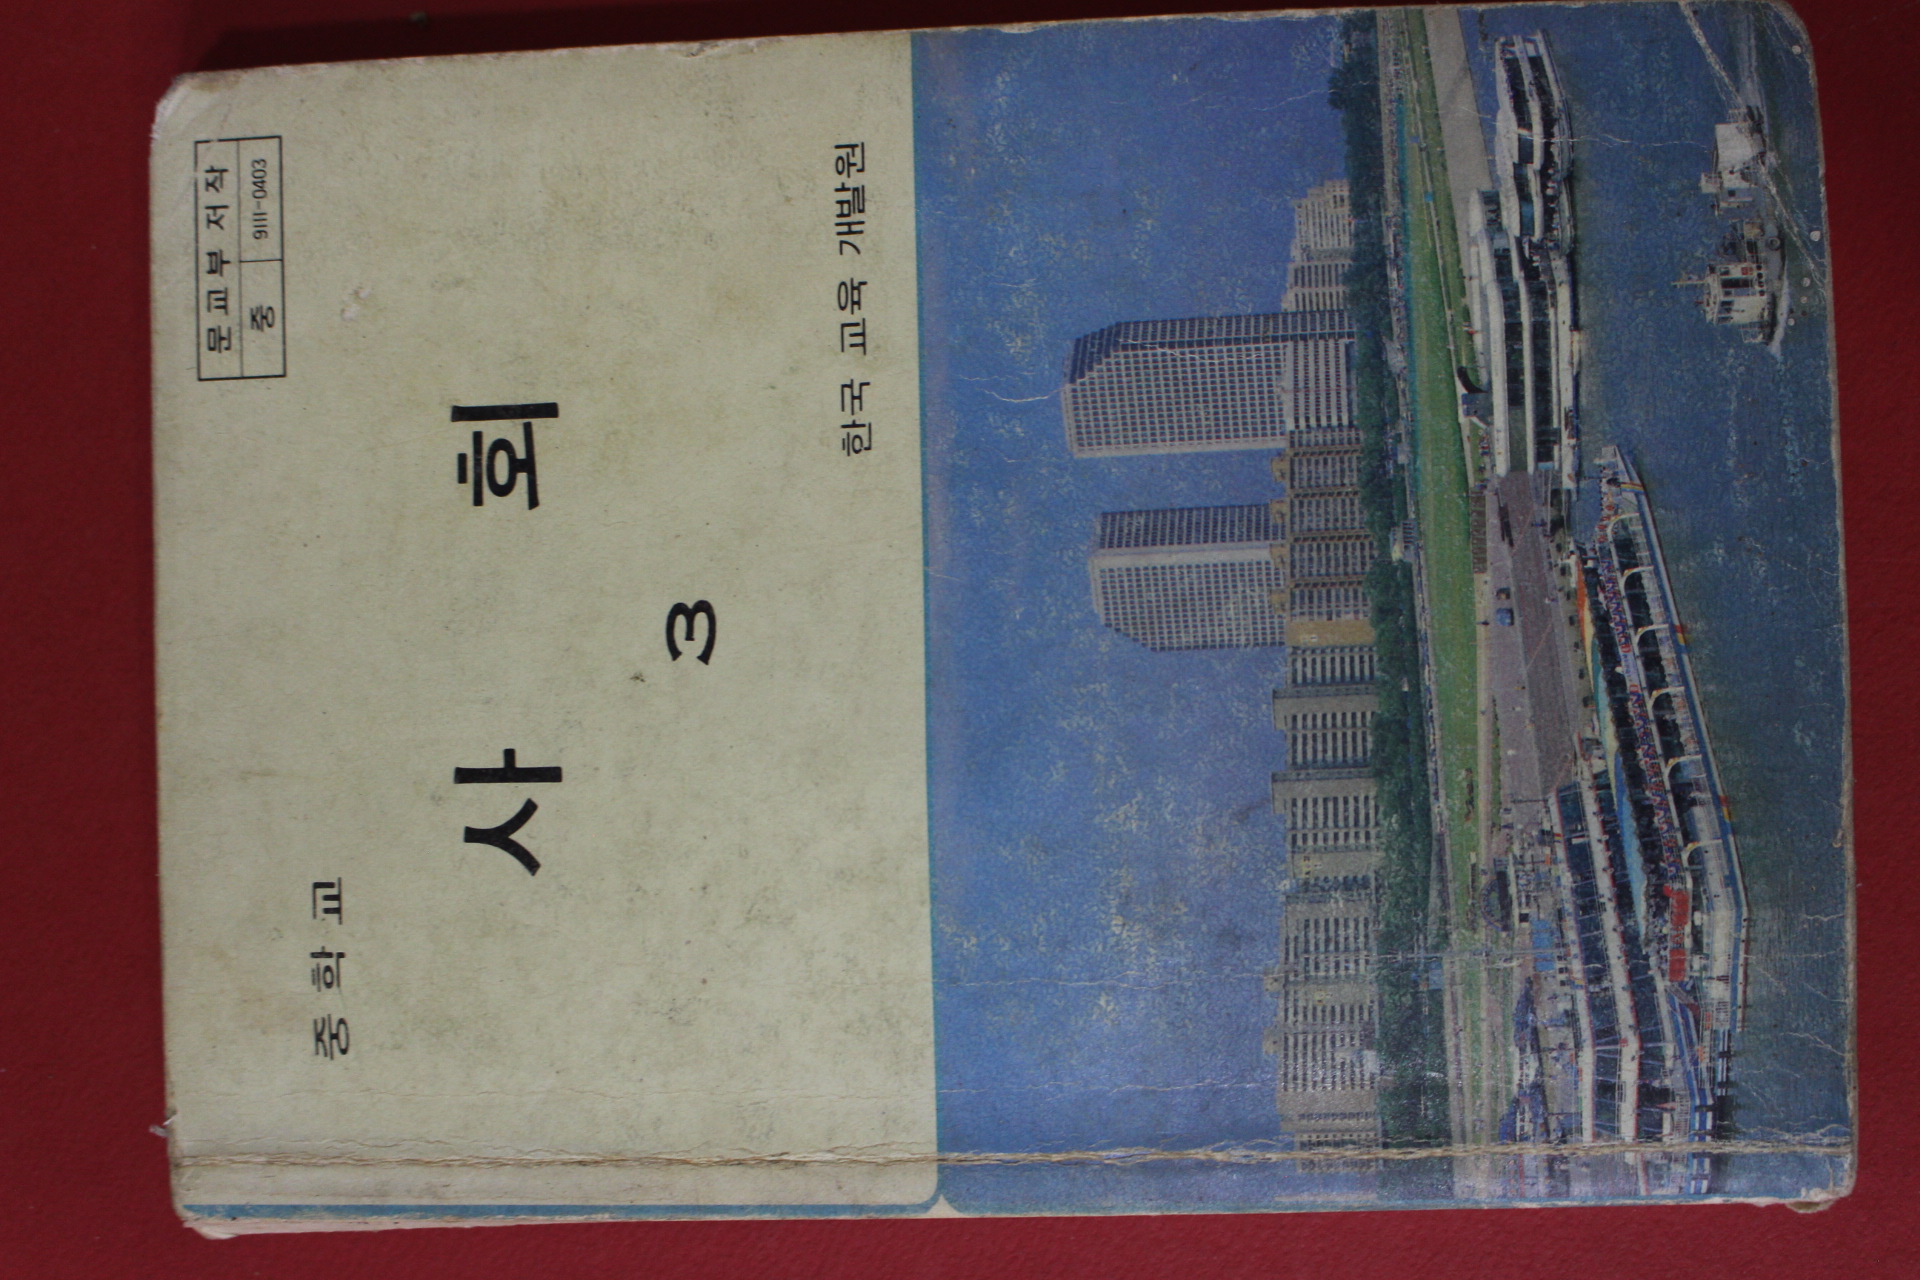 문교부 저작
중 9III-0403
중학교
사 회
3
한국 교육 개발원